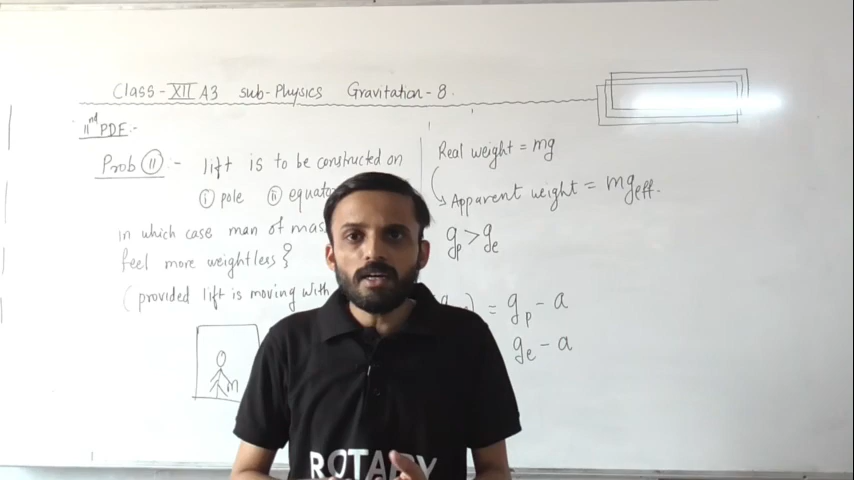 Class - XII A3 sub-Physics Gravitation - 8.
IInd PDF:-
Prob 11 :- lift is to be constructed on
i pole ii equator
in which case man of mas
feel more weightless?
(provided lift is moving with
m
Real weight = mg
Apparent weight = mgeff.
gp > ge
) = gp - a
ge - a
ROTARY